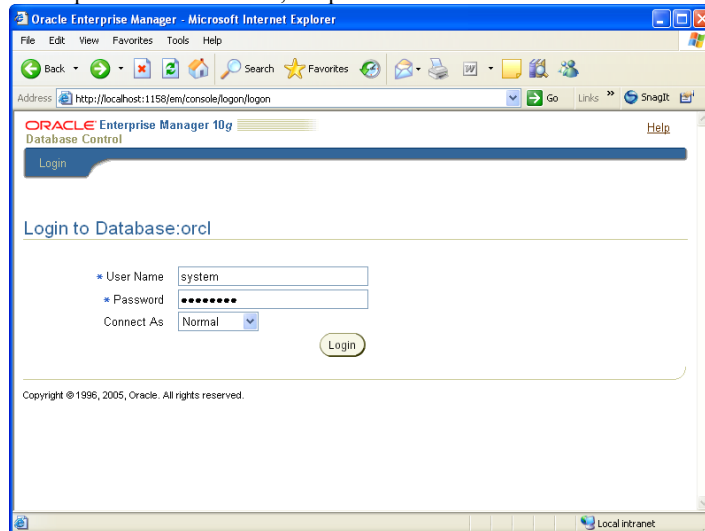 Oracle Enterprise Manager - Microsoft Internet Explorer
File Edit View Favorites Tools Help
Back Search Favorites
Address http://localhost:1158/em/console/logon/logon Go Links » SnagIt
ORACLE Enterprise Manager 10g
Database Control
Help
Login
Login to Database:orcl
* User Name system
* Password ••••••••
Connect As Normal
Login
Copyright © 1996, 2005, Oracle. All rights reserved.
Local intranet